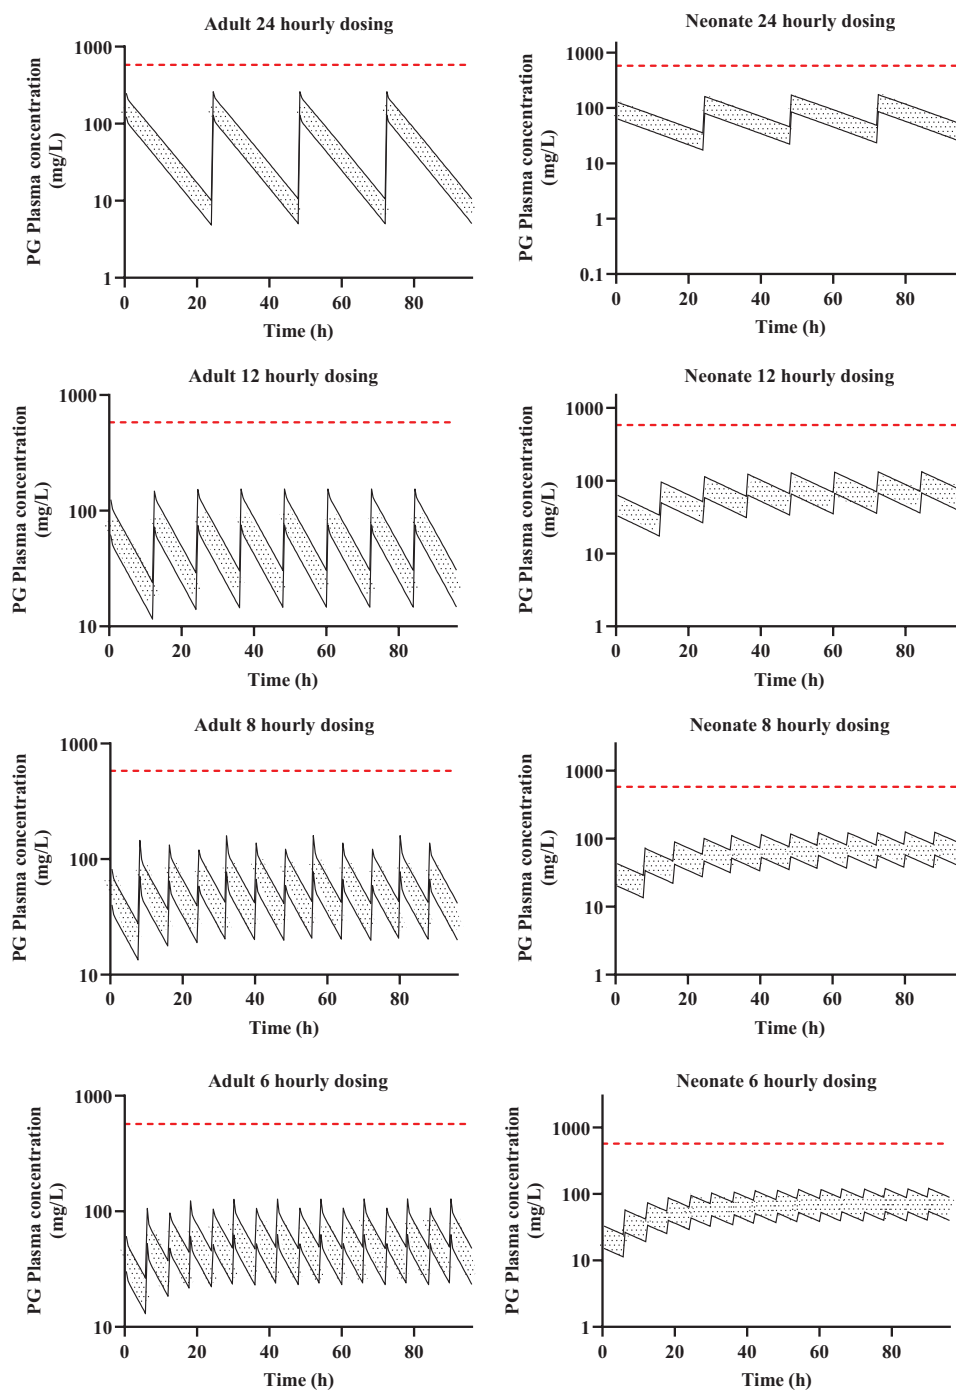 Adult 24 hourly dosing
PG Plasma concentration
(mg/L)
1000
100
10
1
0 20 40 60 80
Time (h)
Neonate 24 hourly dosing
PG Plasma concentration
(mg/L)
1000
100
10
1
0.1
0 20 40 60 80
Time (h)
Adult 12 hourly dosing
PG Plasma concentration
(mg/L)
1000
100
10
0 20 40 60 80
Time (h)
Neonate 12 hourly dosing
PG Plasma concentration
(mg/L)
1000
100
10
1
0 20 40 60 80
Time (h)
Adult 8 hourly dosing
PG Plasma concentration
(mg/L)
1000
100
10
0 20 40 60 80
Time (h)
Neonate 8 hourly dosing
PG Plasma concentration
(mg/L)
1000
100
10
1
0 20 40 60 80
Time (h)
Adult 6 hourly dosing
PG Plasma concentration
(mg/L)
1000
100
10
0 20 40 60 80
Time (h)
Neonate 6 hourly dosing
PG Plasma concentration
(mg/L)
1000
100
10
1
0 20 40 60 80
Time (h)